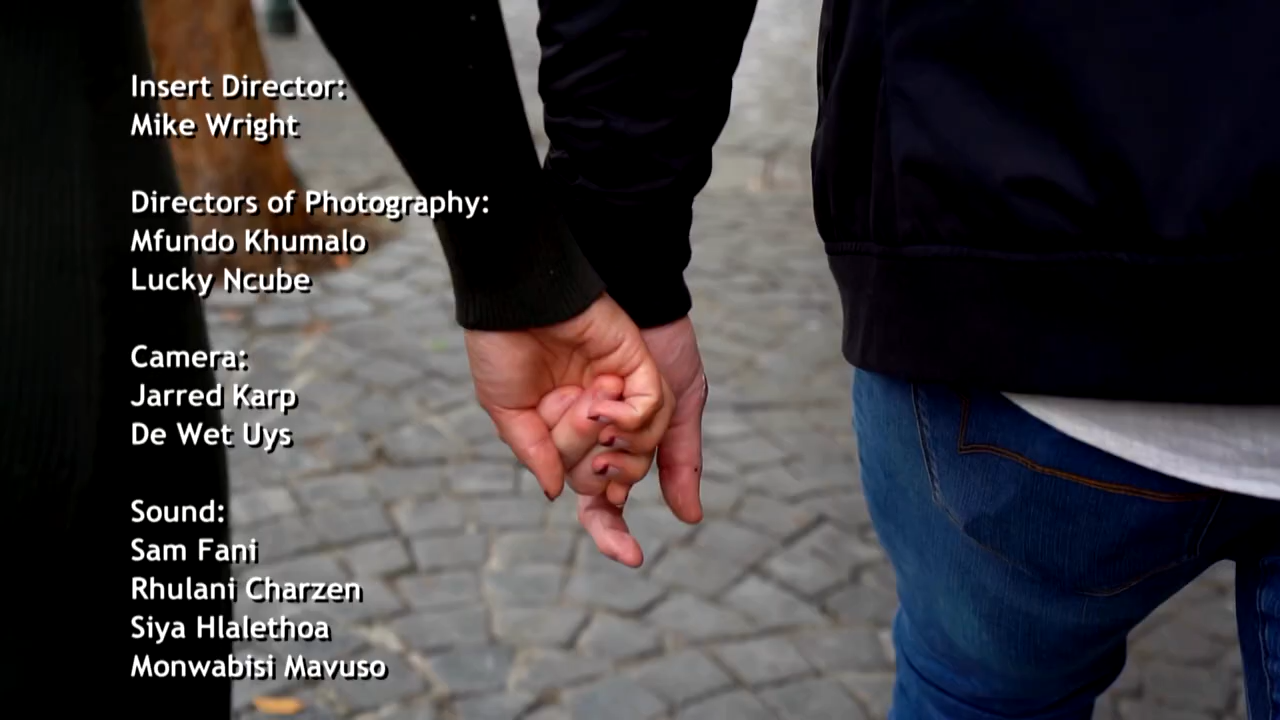 Insert Director:
Mike Wright
Directors of Photography:
Mfundo Khumalo
Lucky Ncube
Camera:
Jarred Karp
De Wet Uys
Sound:
Sam Fani
Rhulani Charzen
Siya Hlalethoa
Monwabisi Mavuso